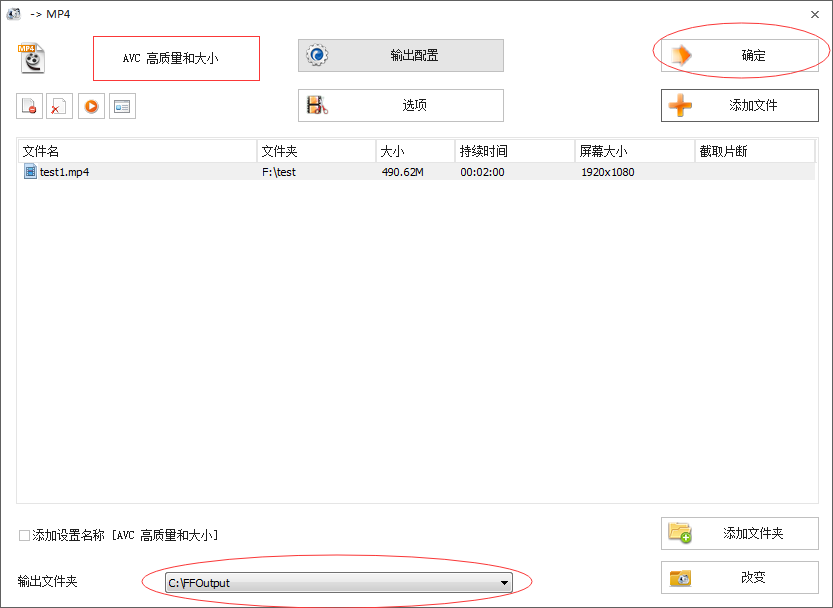 -> MP4
MP4
AVC 高质量和大小
输出配置
确定
选项
添加文件
文件名 文件夹 大小 持续时间 屏幕大小 截取片断
test1.mp4 F:\test 490.62M 00:02:00 1920x1080
添加设置名称 [AVC 高质量和大小]
添加文件夹
输出文件夹 C:\FFOutput
改变